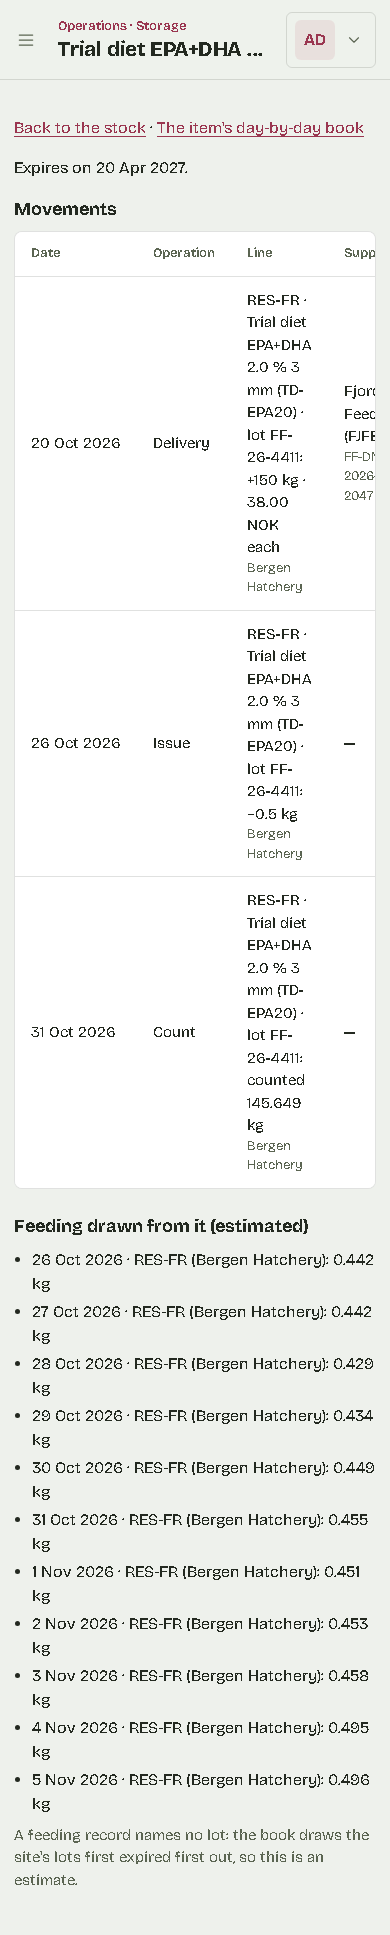 Operations · Storage
Trial diet EPA+DHA ...
AD
Back to the stock · The item's day-by-day book
Expires on 20 Apr 2027.
Movements
Date Operation Line
20 Oct 2026 Delivery
RES-FR ·
Trial diet
EPA+DHA
2.0 % 3
mm (TD-
EPA20) ·
lot FF-
26-4411:
+150 kg ·
38.00
NOK
each
Bergen
Hatchery
2047
26 Oct 2026 Issue
RES-FR ·
Trial diet
EPA+DHA
2.0 % 3
mm (TD-
EPA20) ·
lot FF-
26-4411:
−0.5 kg
Bergen
Hatchery
—
31 Oct 2026 Count
RES-FR ·
Trial diet
EPA+DHA
2.0 % 3
mm (TD-
EPA20) ·
lot FF-
26-4411:
counted
145.649
kg
Bergen
Hatchery
—
Feeding drawn from it (estimated)
• 26 Oct 2026 · RES-FR (Bergen Hatchery): 0.442
kg
• 27 Oct 2026 · RES-FR (Bergen Hatchery): 0.442
kg
• 28 Oct 2026 · RES-FR (Bergen Hatchery): 0.429
kg
• 29 Oct 2026 · RES-FR (Bergen Hatchery): 0.434
kg
• 30 Oct 2026 · RES-FR (Bergen Hatchery): 0.449
kg
• 31 Oct 2026 · RES-FR (Bergen Hatchery): 0.455
kg
• 1 Nov 2026 · RES-FR (Bergen Hatchery): 0.451
kg
• 2 Nov 2026 · RES-FR (Bergen Hatchery): 0.453
kg
• 3 Nov 2026 · RES-FR (Bergen Hatchery): 0.458
kg
• 4 Nov 2026 · RES-FR (Bergen Hatchery): 0.495
kg
• 5 Nov 2026 · RES-FR (Bergen Hatchery): 0.496
kg
A feeding record names no lot: the book draws the
site's lots first expired first out, so this is an
estimate.